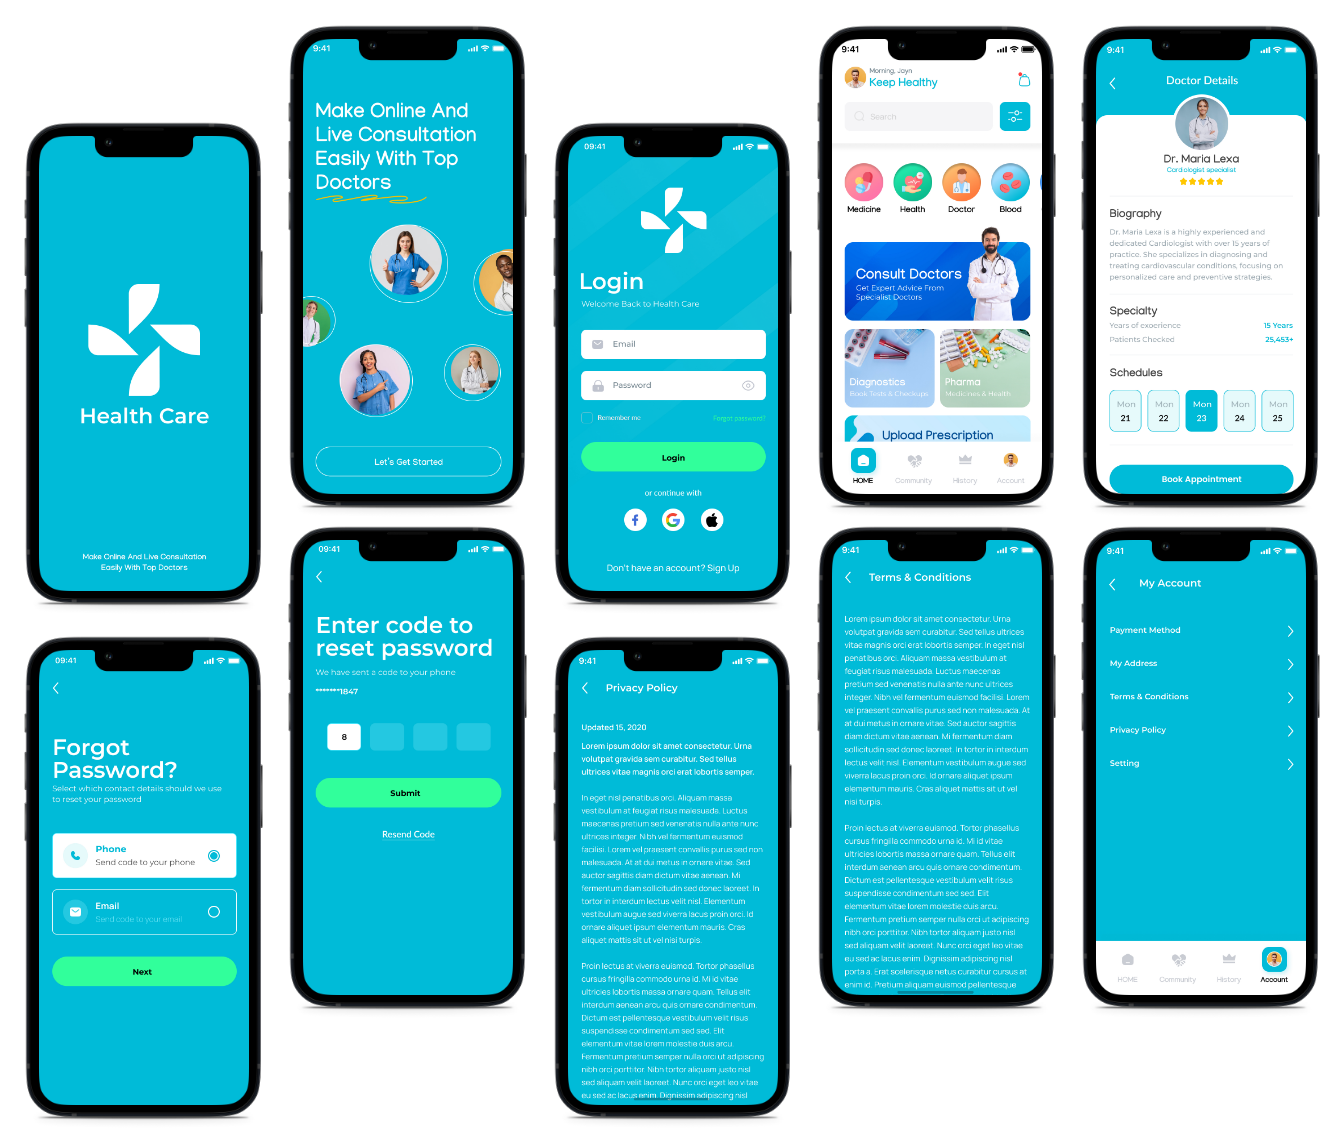 Health Care
Make Online And Live Consultation
Easily With Top Doctors
9:41
Make Online And
Live Consultation
Easily With Top
Doctors
Let's Get Started
09:41
Login
Welcome Back to Health Care
Email
Password
Remember me
Forgot password?
Login
or continue with
Don't have an account? Sign Up
9:41
Morning, Jayn
Keep Healthy
Search
Medicine
Health
Doctor
Blood
Consult Doctors
Get Expert Advice From
Specialist Doctors
Diagnostics
Book Tests & Checkups
Pharma
Medicines & Health
Upload Prescription
HOME
Community
History
Account
9:41
Doctor Details
Dr. Maria Lexa
Cardiologist specialist
Biography
Dr. Maria Lexa is a highly experienced and
dedicated Cardiologist with over 15 years of
practice. She specializes in diagnosing and
treating cardiovascular conditions, focusing on
personalized care and preventive strategies.
Specialty
Years of experience
15 Years
Patients Checked
25,453+
Schedules
Mon
21
Mon
22
Mon
23
Mon
24
Mon
25
Book Appointment
09:41
Forgot
Password?
Select which contact details should we use
to reset your password
Phone
Send code to your phone
Email
Send code to your email
Next
09:41
Enter code to
reset password
We have sent a code to your phone
*******1847
8
Submit
Resend Code
9:41
Privacy Policy
Updated 15, 2020
Lorem ipsum dolor sit amet consectetur. Urna
volutpat gravida sem curabitur. Sed tellus
ultrices vitae magnis orci erat lobortis semper.
In eget nisl penatibus orci. Aliquam massa
vestibulum at feugiat risus malesuada. Luctus
maecenas pretium sed venenatis nulla ante nunc
ultrices integer. Nibh vel fermentum euismod
facilisi. Lorem vel praesent convallis purus sed non
malesuada. At at dui metus in ornare vitae. Sed
auctor sagittis diam dictum vitae aenean. Mi
fermentum diam sollicitudin sed donec laoreet. In
tortor in interdum lectus velit nisl. Elementum
vestibulum augue sed viverra lacus proin orci. Id
ornare aliquet ipsum elementum mauris. Cras
aliquet mattis sit ut vel nisi turpis.
Proin lectus at viverra euismod. Tortor phasellus
cursus fringilla commodo urna ad. Mi id vitae
ultricies lobortis massa ornare quam. Tellus elit
interdum aenean arcu quis ornare condimentum.
Dictum est pellentesque vestibulum velit risus
suspendisse condimentum sed sed. Elit
elementum vitae lorem molestie duis arcu.
Fermentum pretium semper nulla orci ut adipiscing
nibh orci porttitor. Nibh tortor aliquam justo nisl
sed aliquam velit laoreet. Nunc orci eget leo vitae
eu sed ac lacus enim. Dignissim adipiscing nisl
9:41
Terms & Conditions
Lorem ipsum dolor sit amet consectetur. Urna
volutpat gravida sem curabitur. Sed tellus ultrices
vitae magnis orci erat lobortis semper. In eget nisl
penatibus orci. Aliquam massa vestibulum at
feugiat risus malesuada. Luctus maecenas
pretium sed venenatis nulla ante nunc ultrices
integer. Nibh vel fermentum euismod facilisi. Lorem
vel praesent convallis purus sed non malesuada. At
at dui metus in ornare vitae. Sed auctor sagittis
diam dictum vitae aenean. Mi fermentum diam
sollicitudin sed donec laoreet. In tortor in interdum
lectus velit nisl. Elementum vestibulum augue sed
viverra lacus proin orci. Id ornare aliquet ipsum
elementum mauris. Cras aliquet mattis sit ut vel
nisi turpis.
Proin lectus at viverra euismod. Tortor phasellus
cursus fringilla commodo urna ad. Mi id vitae
ultricies lobortis massa ornare quam. Tellus elit
interdum aenean arcu quis ornare condimentum.
Dictum est pellentesque vestibulum velit risus
suspendisse condimentum sed sed. Elit
elementum vitae lorem molestie duis arcu.
Fermentum pretium semper nulla orci ut adipiscing
nibh orci porttitor. Nibh tortor aliquam justo nisl
sed aliquam velit laoreet. Nunc orci eget leo vitae
eu sed ac lacus enim. Dignissim adipiscing nisl
porta a. Erat scelerisque netus curabitur cursus at
enim id. Pretium aliquam euismod pellentesque
9:41
My Account
Payment Method
My Address
Terms & Conditions
Privacy Policy
Setting
HOME
Community
History
Account